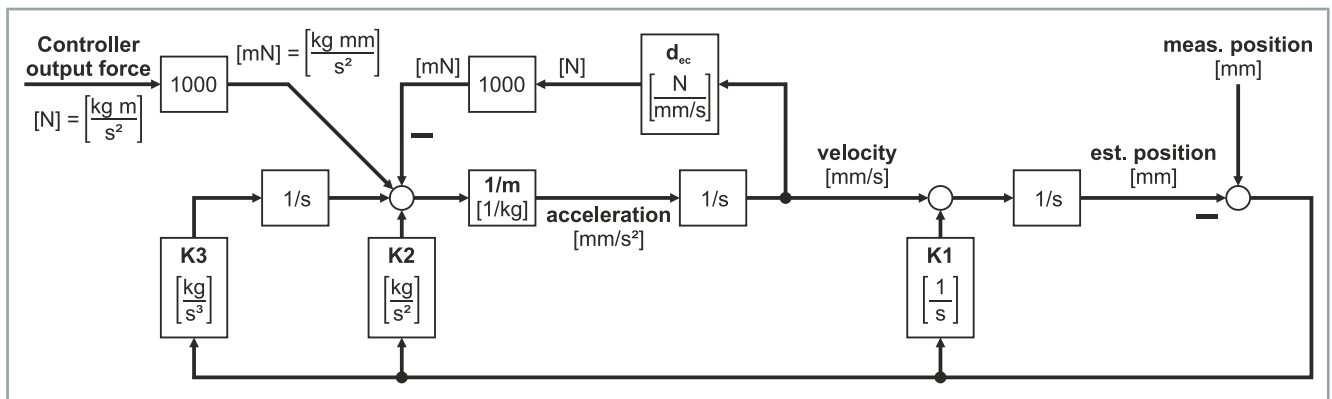 Controller
output force
[N] = [kg m / s²]
1000
[mN] = [kg mm / s²]
[mN]
1000
[N]
d_ec
[N / mm/s]
meas. position
[mm]
1/s
1/m
[1/kg]
acceleration
[mm/s²]
1/s
velocity
[mm/s]
1/s
est. position
[mm]
K3
[kg / s³]
K2
[kg / s²]
K1
[1 / s]